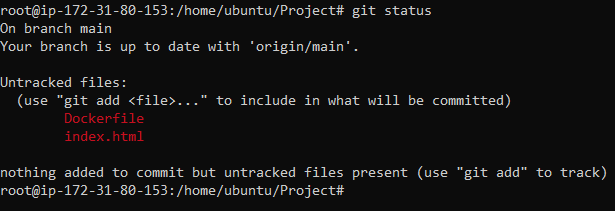 root@ip-172-31-80-153:/home/ubuntu/Project# git status
On branch main
Your branch is up to date with 'origin/main'.
Untracked files:
  (use "git add <file>..." to include in what will be committed)
        Dockerfile
        index.html
nothing added to commit but untracked files present (use "git add" to track)
root@ip-172-31-80-153:/home/ubuntu/Project#